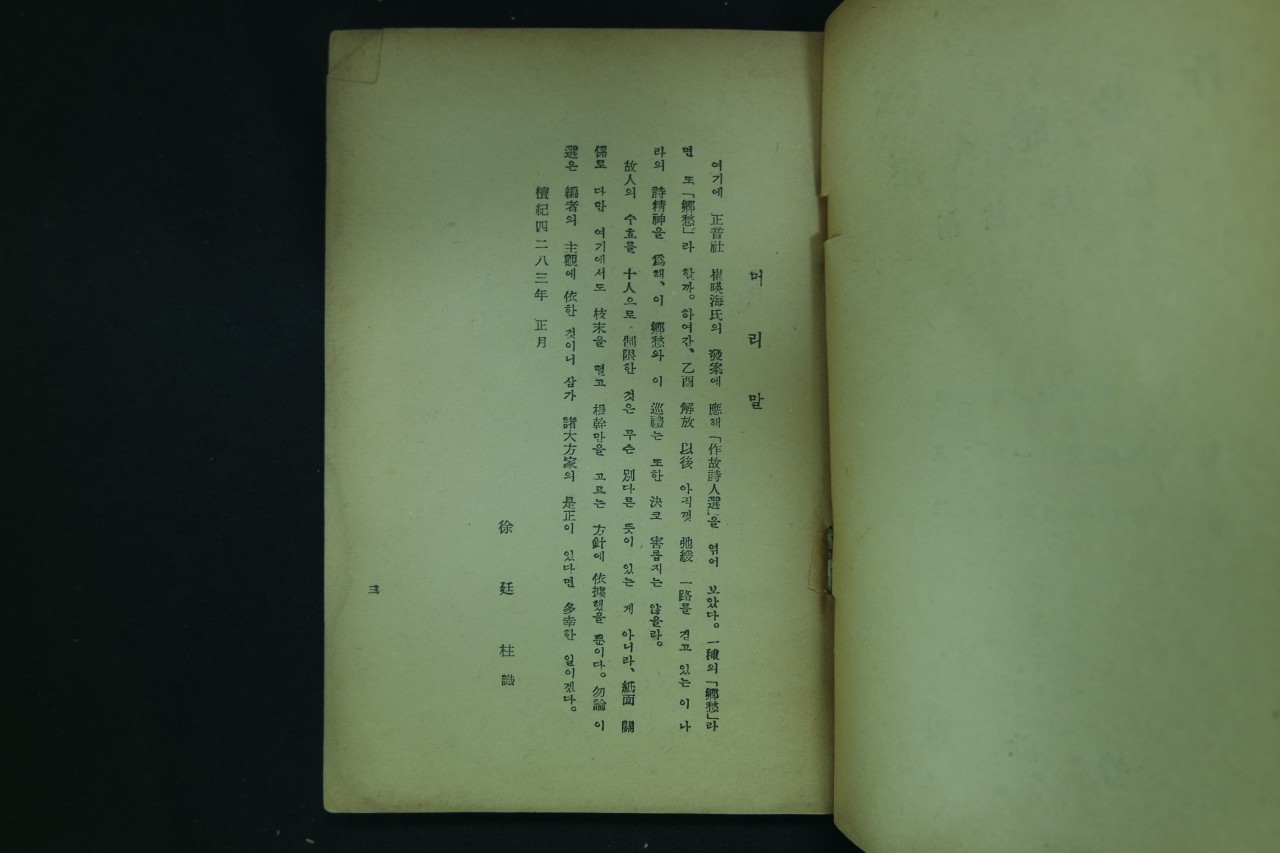 머리말
여기에 正音社 崔暎海氏의 發案에 應해「作故詩人選」을 엮어 보았다。一種의「鄕愁」라
면 또「鄕愁」라 할까。하여간、乙酉 解放 以後 아직껏 弛緩 一路를 걷고 있는 이 나
라의 詩精神을 爲해、이 鄕愁와 이 巡禮는 또한 決코 害롭지는 않을라。
故人의 수효를 十人으로 制限한 것은 무슨 別다른 뜻이 있는 게 아니라、紙面 關
係로 다만 여기에서도 枝末을 떨고 根幹만을 고르는 方針에 依據했을 뿐이다。勿論 이
選은 編者의 主觀에 依한 것이니 삼가 諸大方家의 是正이 있다면 多幸한 일이겠다。
檀紀四二八三年 正月
徐廷柱 識
三